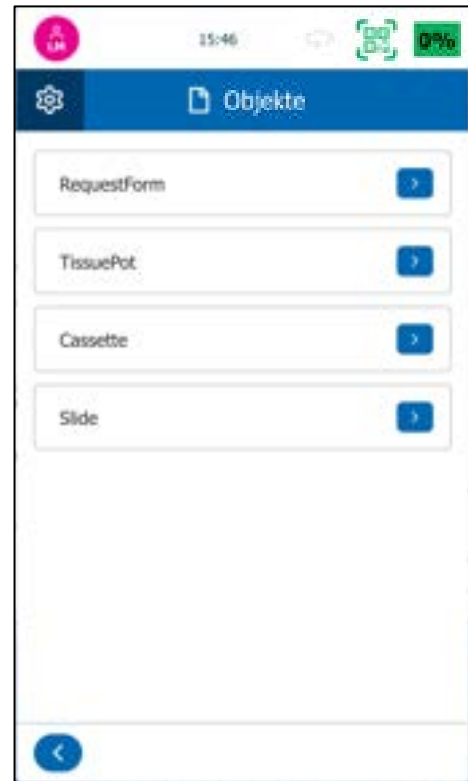 LM
15:46
0%
Objekte
RequestForm
TissuePot
Cassette
Slide